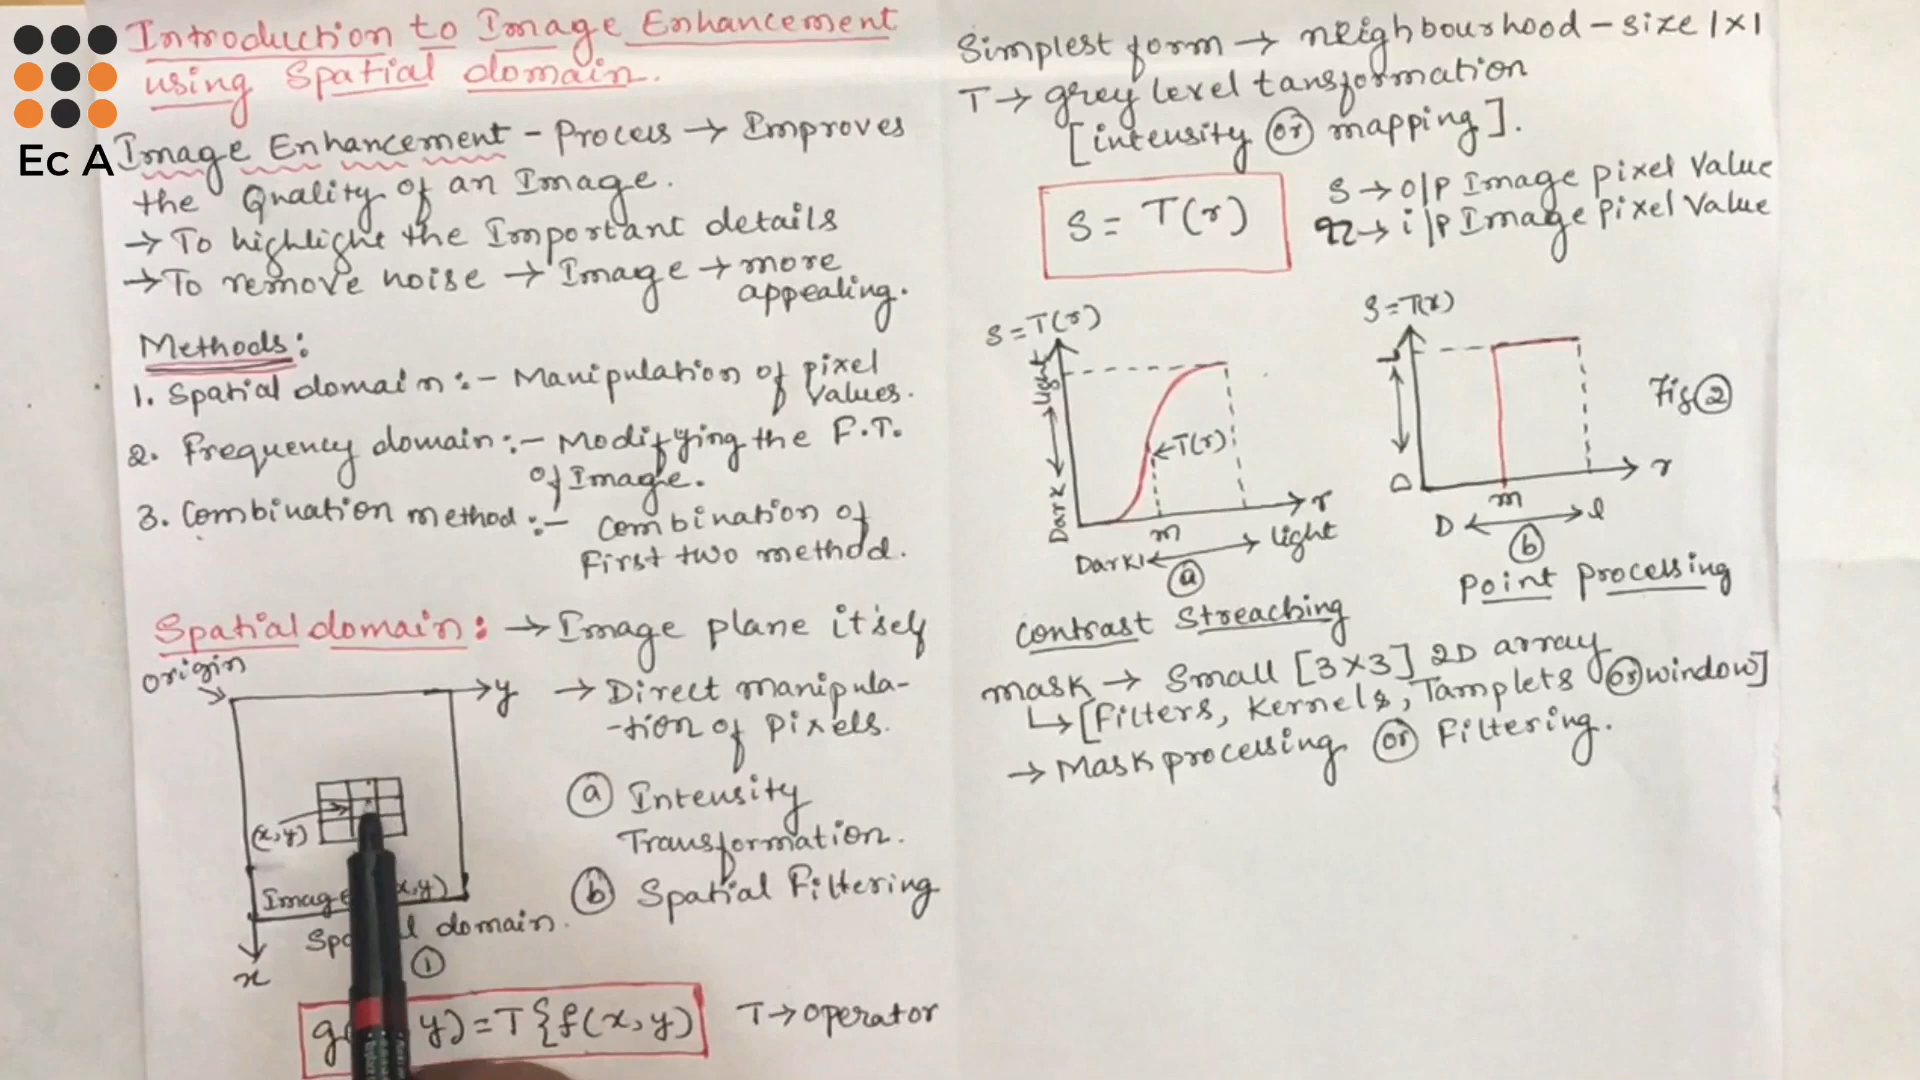 Introduction to Image Enhancement
using Spatial domain.
Ec A
Image Enhancement - Process → Improves
the Quality of an Image.
→ To highlight the Important details
→ To remove noise → Image → more
appealing.
Methods:
1. Spatial domain :- Manipulation of pixel
Values.
2. Frequency domain :- Modifying the F.T.
of Image.
3. Combination method :- Combination of
First two method.
Spatial domain: → Image plane itself
origin
y
→ Direct manipula-
-tion of Pixels.
(x,y)
ⓐ Intensity
Transformation.
Image x,y)
ⓑ Spatial Filtering
domain.
①
x
y) = T{f(x,y)
T → operator
Simplest form → neighbourhood - size 1×1
T → grey level tansformation
[intensity or mapping].
S = T(r)
S → o/p Image pixel Value
r → i/p Image pixel Value
S = T(r)
Light
Dark
←T(r)
m
r
Dark
light
ⓐ
Contrast Streaching
S = T(r)
L
D
m
r
D
l
Fig ②
ⓑ
Point Processing
mask → Small [3×3] 2D array
↳ [Filters, Kernels, Tamplets or window]
→ Mask processing or Filtering.